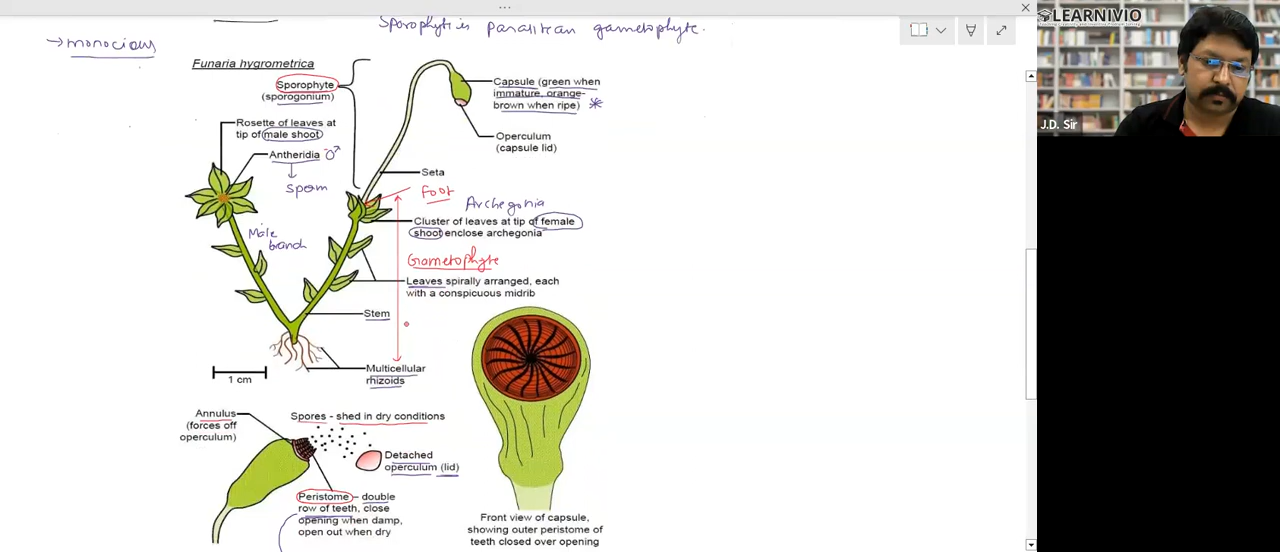 Sporophyte is parasitic on gametophyte.
LEARNIVIO
→ monocious
Funaria hygrometrica
Sporophyte
(sporogonium)
Capsule (green when
immature, orange-
brown when ripe) *
Rosette of leaves at
tip of male shoot
Operculum
(capsule lid)
J.D. Sir
Antheridia ♂
Seta
sperm
Foot
Archegonia
Cluster of leaves at tip of female
shoot enclose archegonia
Male
branch
Gametophyte
Leaves spirally arranged, each
with a conspicuous midrib
Stem
Multicellular
rhizoids
1 cm
Annulus
(forces off
operculum)
Spores - shed in dry conditions
Detached
operculum (lid)
Peristome – double
row of teeth, close
opening when damp,
open out when dry
Front view of capsule,
showing outer peristome of
teeth closed over opening